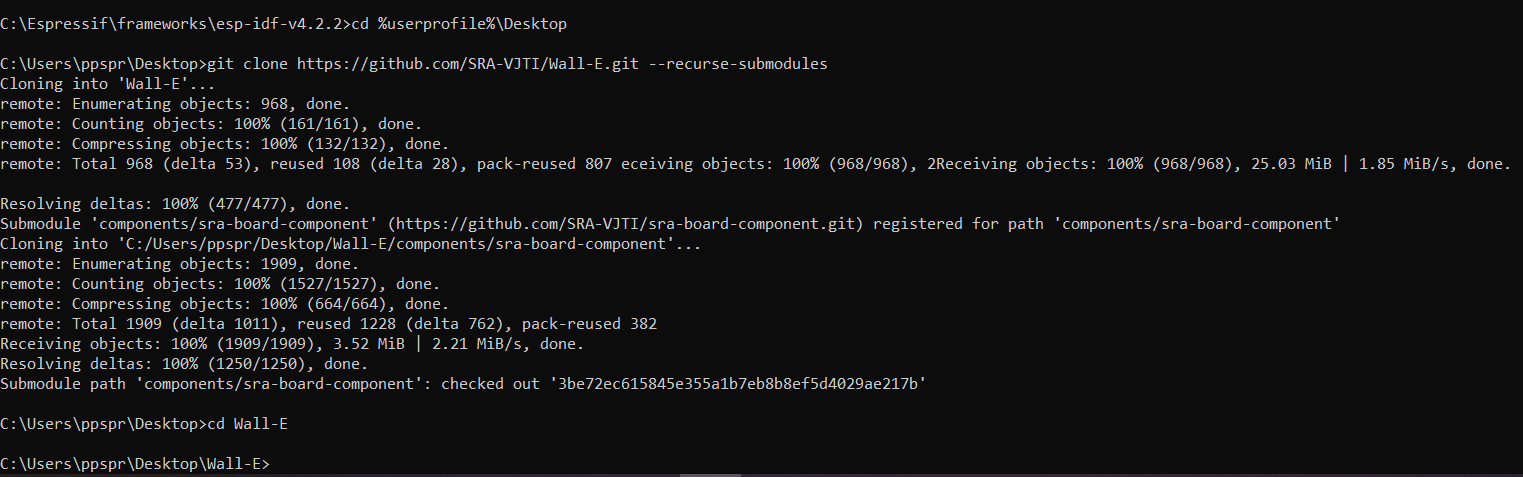 C:\Espressif\frameworks\esp-idf-v4.2.2>cd %userprofile%\Desktop
C:\Users\ppspr\Desktop>git clone https://github.com/SRA-VJTI/Wall-E.git --recurse-submodules
Cloning into 'Wall-E'...
remote: Enumerating objects: 968, done.
remote: Counting objects: 100% (161/161), done.
remote: Compressing objects: 100% (132/132), done.
remote: Total 968 (delta 53), reused 108 (delta 28), pack-reused 807 eceiving objects: 100% (968/968), 2Receiving objects: 100% (968/968), 25.03 MiB | 1.85 MiB/s, done.
Resolving deltas: 100% (477/477), done.
Submodule 'components/sra-board-component' (https://github.com/SRA-VJTI/sra-board-component.git) registered for path 'components/sra-board-component'
Cloning into 'C:/Users/ppspr/Desktop/Wall-E/components/sra-board-component'...
remote: Enumerating objects: 1909, done.
remote: Counting objects: 100% (1527/1527), done.
remote: Compressing objects: 100% (664/664), done.
remote: Total 1909 (delta 1011), reused 1228 (delta 762), pack-reused 382
Receiving objects: 100% (1909/1909), 3.52 MiB | 2.21 MiB/s, done.
Resolving deltas: 100% (1250/1250), done.
Submodule path 'components/sra-board-component': checked out '3be72ec615845e355a1b7eb8b8ef5d4029ae217b'
C:\Users\ppspr\Desktop>cd Wall-E
C:\Users\ppspr\Desktop\Wall-E>